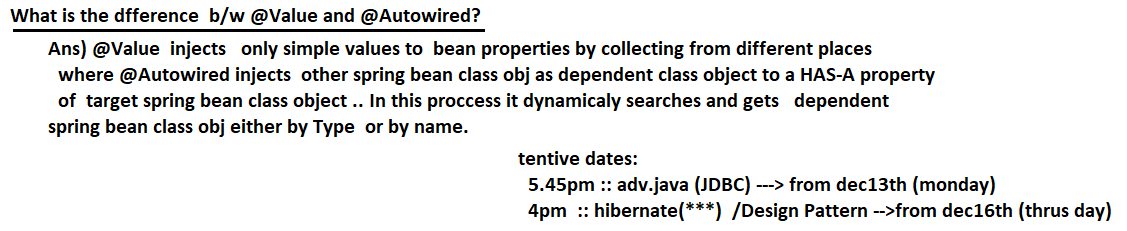 What is the dfference b/w @Value and @Autowired?
Ans) @Value injects only simple values to bean properties by collecting from different places
where @Autowired injects other spring bean class obj as dependent class object to a HAS-A property
of target spring bean class object .. In this proccess it dynamicaly searches and gets dependent
spring bean class obj either by Type or by name.
tentive dates:
5.45pm :: adv.java (JDBC) ---> from dec13th (monday)
4pm :: hibernate(***) /Design Pattern -->from dec16th (thrus day)